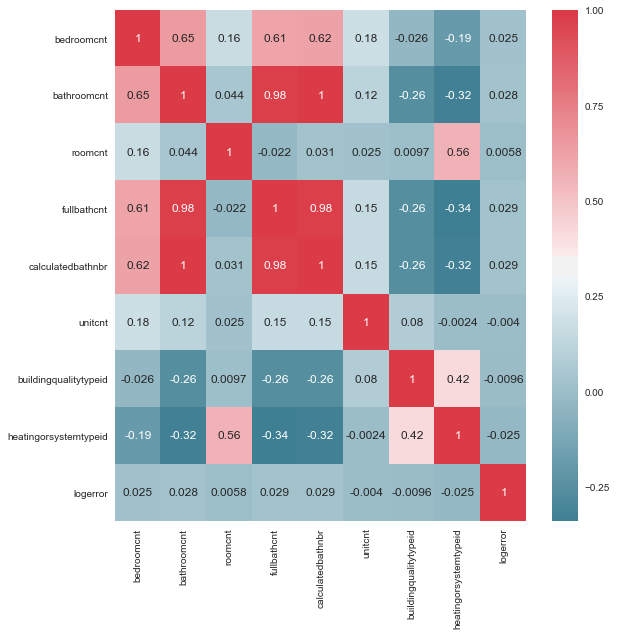 1.00
bedroomcnt 1 0.65 0.16 0.61 0.62 0.18 -0.026 -0.19 0.025
bathroomcnt 0.65 1 0.044 0.98 1 0.12 -0.26 -0.32 0.028
0.75
roomcnt 0.16 0.044 1 -0.022 0.031 0.025 0.0097 0.56 0.0058
0.50
fullbathcnt 0.61 0.98 -0.022 1 0.98 0.15 -0.26 -0.34 0.029
calculatedbathnbr 0.62 1 0.031 0.98 1 0.15 -0.26 -0.32 0.029
0.25
unitcnt 0.18 0.12 0.025 0.15 0.15 1 0.08 -0.0024 -0.004
buildingqualitytypeid -0.026 -0.26 0.0097 -0.26 -0.26 0.08 1 0.42 -0.0096
0.00
heatingorsystemtypeid -0.19 -0.32 0.56 -0.34 -0.32 -0.0024 0.42 1 -0.025
−0.25
logerror 0.025 0.028 0.0058 0.029 0.029 -0.004 -0.0096 -0.025 1
bedroomcnt
bathroomcnt
roomcnt
fullbathcnt
calculatedbathnbr
unitcnt
buildingqualitytypeid
heatingorsystemtypeid
logerror